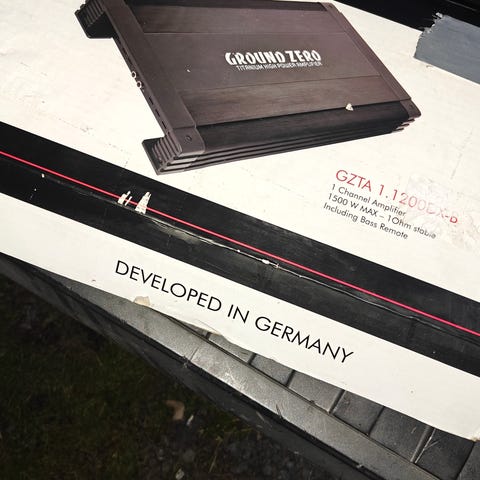 GROUND ZERO
TITANIUM HIGH POWER AMPLIFIER
GZTA 1.1200DX-B
1 Channel Amplifier
1500 W MAX – 1Ohm stable
Including Bass Remote
DEVELOPED IN GERMANY